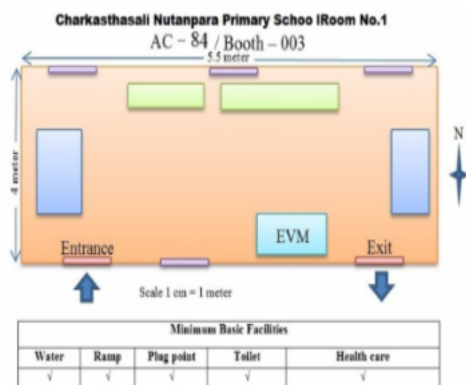 Charkasthasali Nutanpara Primary Schoo lRoom No.1
AC - 84 / Booth - 003
5.5 meter
4 meter
N
EVM
Entrance
Exit
Scale 1 cm = 1 meter
Minimum Basic Facilities
Water Ramp Plug point Toilet Health care
√ √ √ √ √